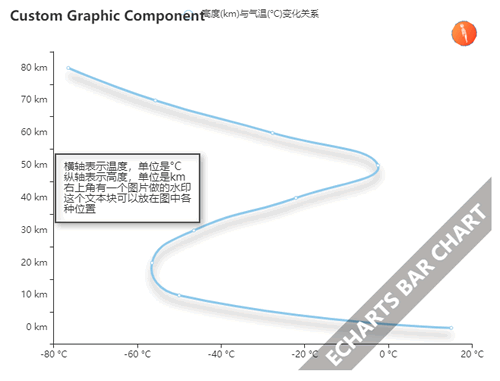 Custom Graphic Component
高度(km)与气温(°C)变化关系
80 km
70 km
60 km
50 km
40 km
30 km
20 km
10 km
0 km
横轴表示温度，单位是°C
纵轴表示高度，单位是km
右上角有一个图片做的水印
这个文本块可以放在图中各
种位置
ECHARTS BAR CHART
-80 °C
-60 °C
-40 °C
-20 °C
0 °C
20 °C